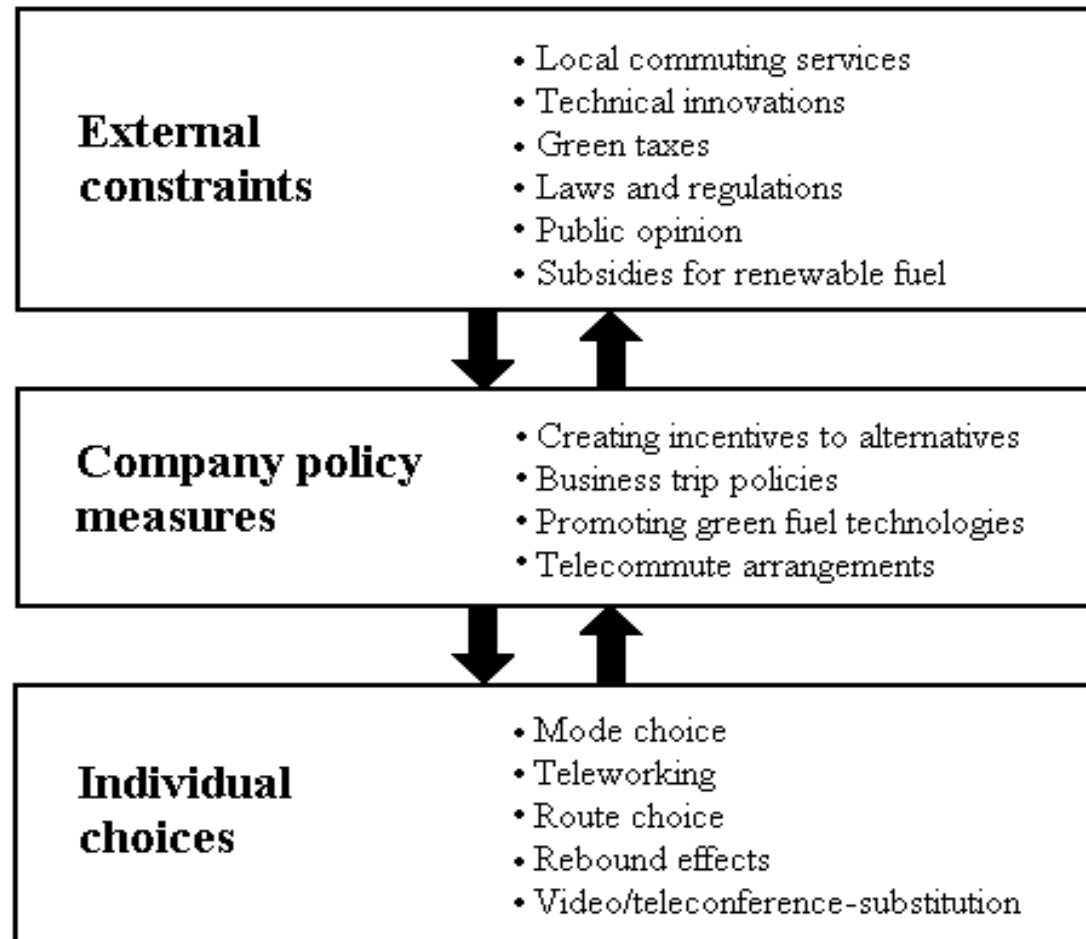 External
constraints
• Local commuting services
• Technical innovations
• Green taxes
• Laws and regulations
• Public opinion
• Subsidies for renewable fuel
Company policy
measures
• Creating incentives to alternatives
• Business trip policies
• Promoting green fuel technologies
• Telecommute arrangements
Individual
choices
• Mode choice
• Teleworking
• Route choice
• Rebound effects
• Video/teleconference-substitution